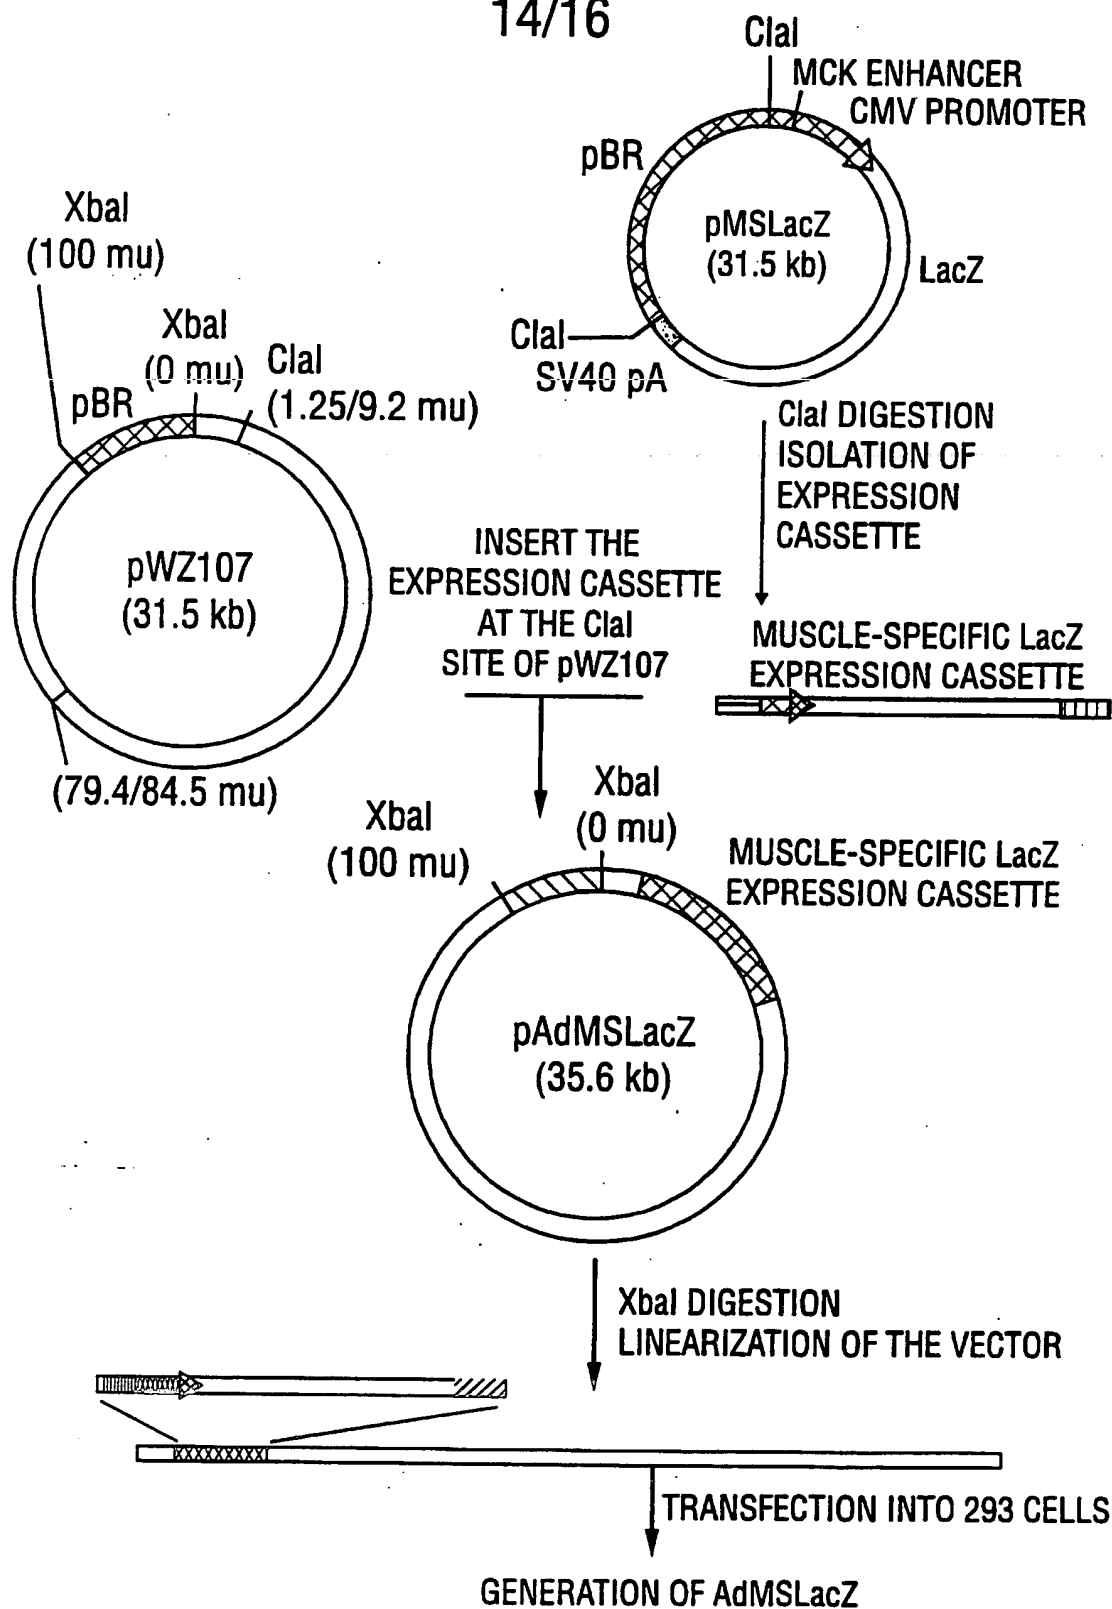 14/16
ClaI
MCK ENHANCER
CMV PROMOTER
pBR
pMSLacZ
(31.5 kb)
LacZ
ClaI
SV40 pA
XbaI
(100 mu)
XbaI
(0 mu)
ClaI
(1.25/9.2 mu)
pBR
pWZ107
(31.5 kb)
(79.4/84.5 mu)
ClaI DIGESTION
ISOLATION OF
EXPRESSION
CASSETTE
INSERT THE
EXPRESSION CASSETTE
AT THE ClaI
SITE OF pWZ107
MUSCLE-SPECIFIC LacZ
EXPRESSION CASSETTE
XbaI
(100 mu)
XbaI
(0 mu)
MUSCLE-SPECIFIC LacZ
EXPRESSION CASSETTE
pAdMSLacZ
(35.6 kb)
XbaI DIGESTION
LINEARIZATION OF THE VECTOR
TRANSFECTION INTO 293 CELLS
GENERATION OF AdMSLacZ